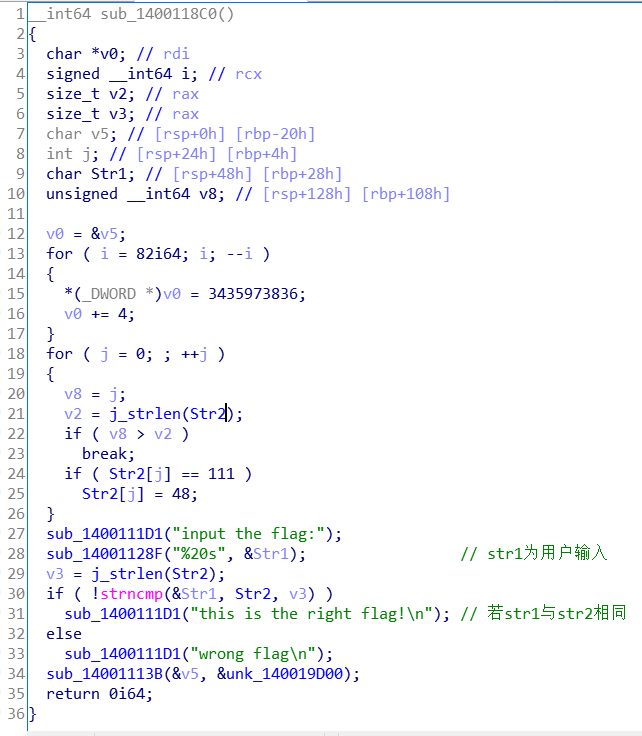 1 __int64 sub_1400118C0()
2 {
3 char *v0; // rdi
4 signed __int64 i; // rcx
5 size_t v2; // rax
6 size_t v3; // rax
7 char v5; // [rsp+0h] [rbp-20h]
8 int j; // [rsp+24h] [rbp+4h]
9 char Str1; // [rsp+48h] [rbp+28h]
10 unsigned __int64 v8; // [rsp+128h] [rbp+108h]
11
12 v0 = &v5;
13 for ( i = 82i64; i; --i )
14 {
15 *(_DWORD *)v0 = 3435973836;
16 v0 += 4;
17 }
18 for ( j = 0; ; ++j )
19 {
20 v8 = j;
21 v2 = j_strlen(Str2);
22 if ( v8 > v2 )
23 break;
24 if ( Str2[j] == 111 )
25 Str2[j] = 48;
26 }
27 sub_1400111D1("input the flag:");
28 sub_14001128F("%20s", &Str1); // str1为用户输入
29 v3 = j_strlen(Str2);
30 if ( !strncmp(&Str1, Str2, v3) )
31 sub_1400111D1("this is the right flag!\n"); // 若str1与str2相同
32 else
33 sub_1400111D1("wrong flag\n");
34 sub_14001113B(&v5, &unk_140019D00);
35 return 0i64;
36 }